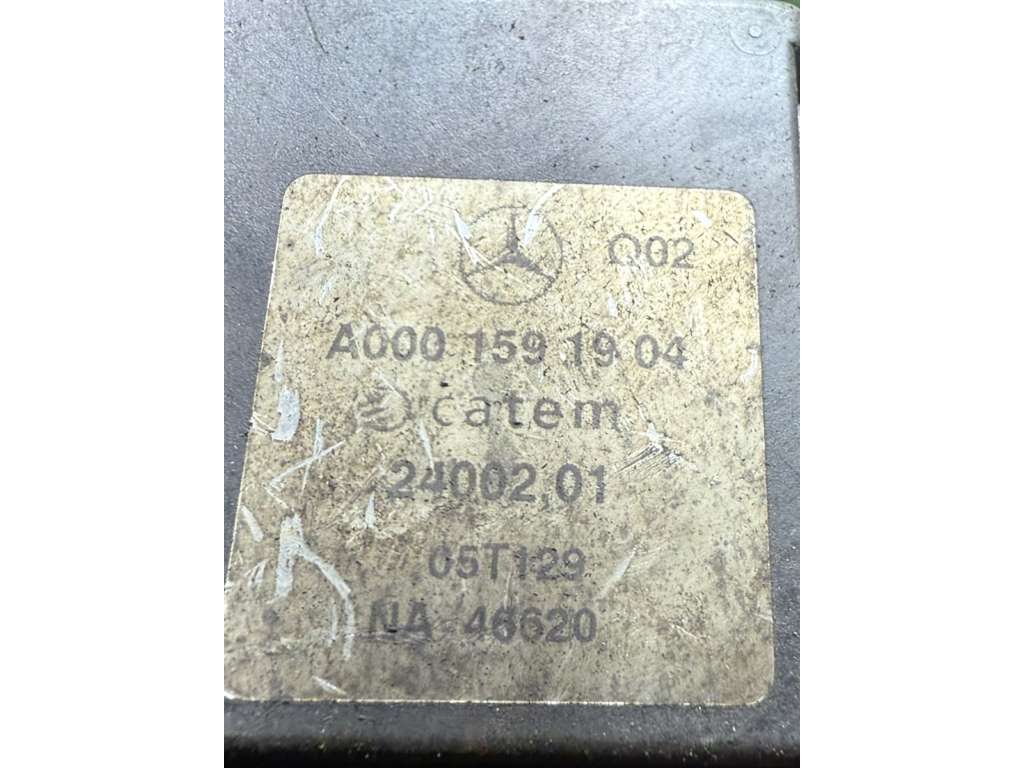 Q02
A000 159 19 04
catem
24002,01
05T129
NA 46620